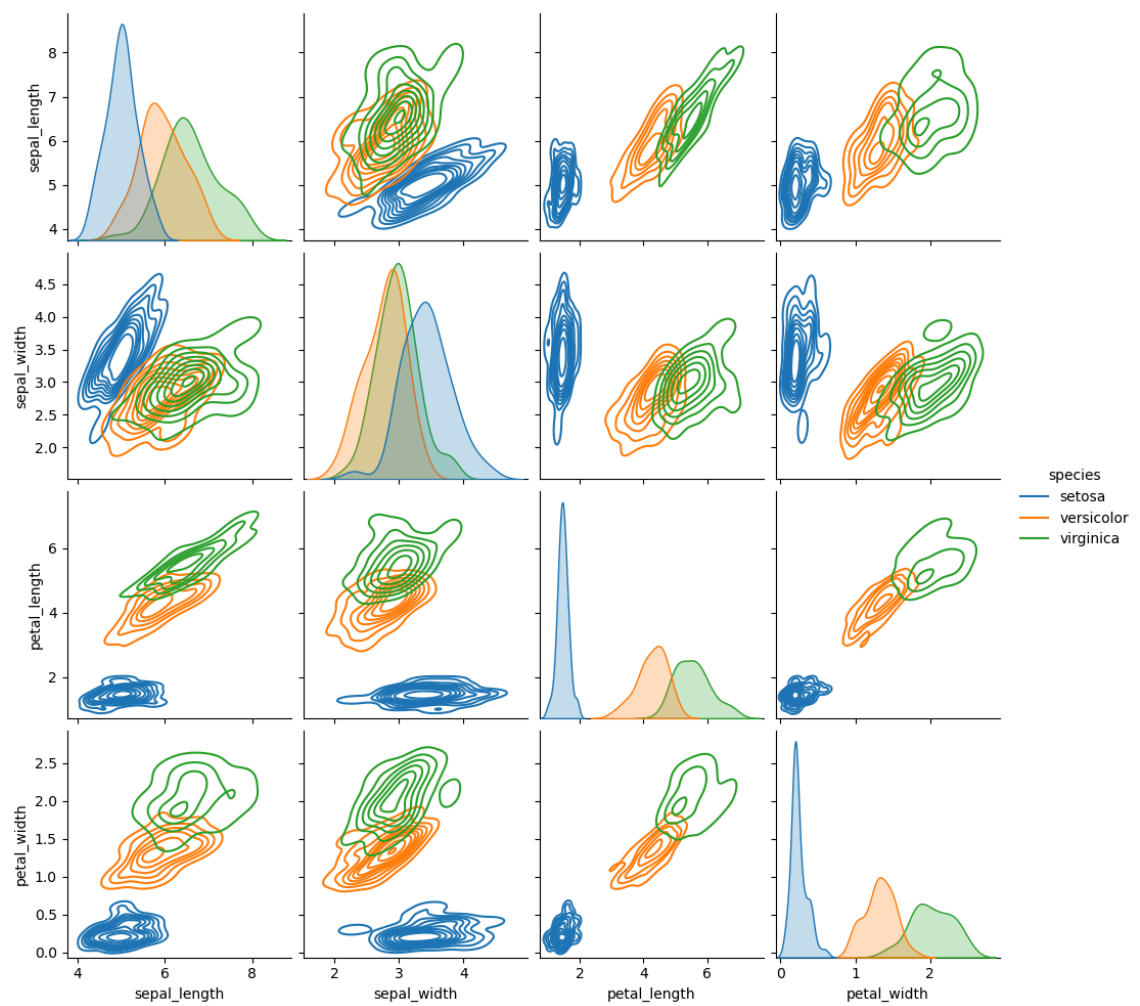 sepal_length
8
7
6
5
4
sepal_width
4.5
4.0
3.5
3.0
2.5
2.0
petal_length
6
4
2
petal_width
2.5
2.0
1.5
1.0
0.5
0.0
4 6 8
sepal_length
2 3 4
sepal_width
2 4 6
petal_length
0 1 2
petal_width
species
setosa
versicolor
virginica